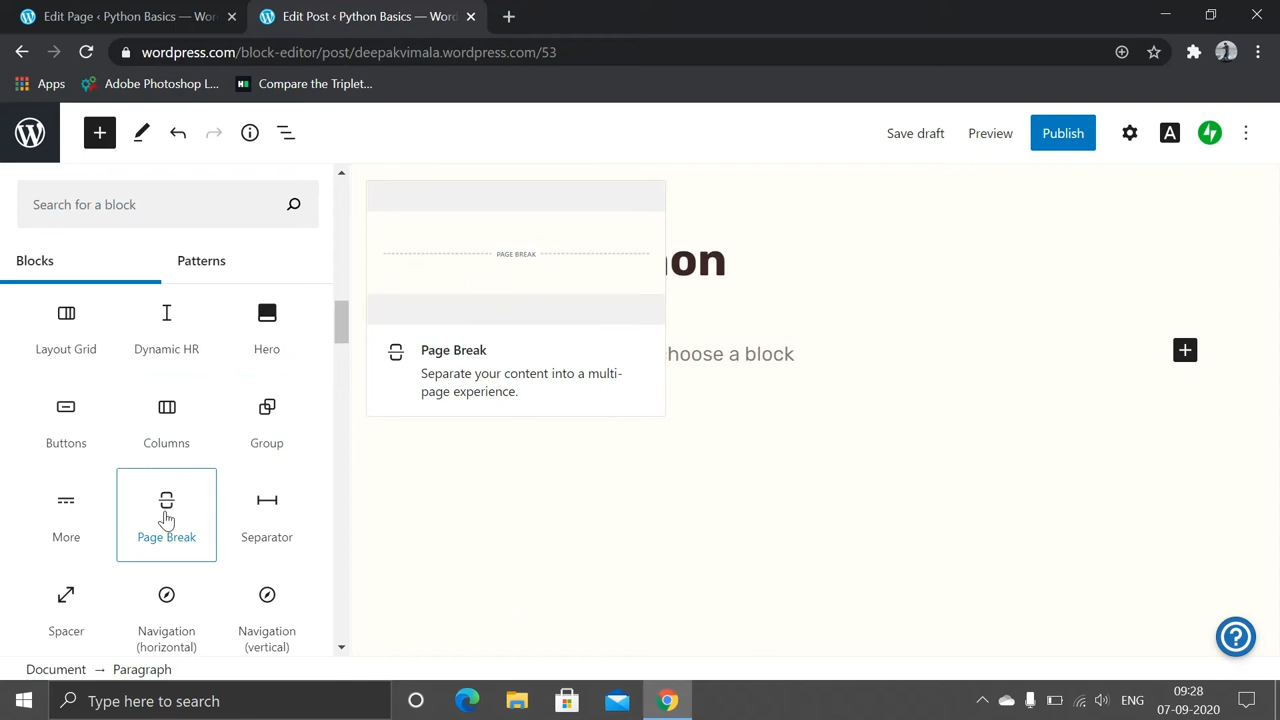 Edit Page ‹ Python Basics — Wor
Edit Post ‹ Python Basics — Word
wordpress.com/block-editor/post/deepakvimala.wordpress.com/53
Apps
Adobe Photoshop L...
Compare the Triplet...
Save draft
Preview
Publish
Search for a block
Blocks
Patterns
PAGE BREAK
on
Layout Grid
Dynamic HR
Hero
Page Break
Separate your content into a multi-
page experience.
hoose a block
Buttons
Columns
Group
More
Page Break
Separator
Spacer
Navigation
(horizontal)
Navigation
(vertical)
Document → Paragraph
Type here to search
ENG
09:28
07-09-2020